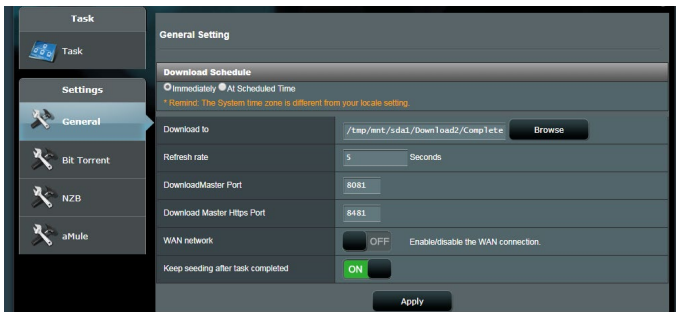 Task
Task
Settings
General
Bit Torrent
NZB
aMule
General Setting
Download Schedule
Immediately At Scheduled Time
* Remind: The System time zone is different from your locale setting.
Download to /tmp/mnt/sda1/Download2/Complete Browse
Refresh rate 5 Seconds
DownloadMaster Port 8081
Download Master Https Port 8481
WAN network OFF Enable/disable the WAN connection.
Keep seeding after task completed ON
Apply